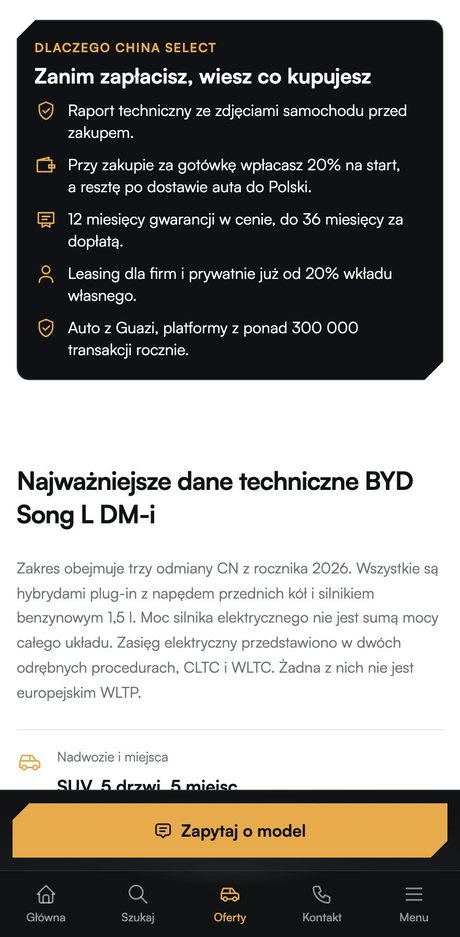 DLACZEGO CHINA SELECT
Zanim zapłacisz, wiesz co kupujesz
Raport techniczny ze zdjęciami samochodu przed
zakupem.
Przy zakupie za gotówkę wpłacasz 20% na start,
a resztę po dostawie auta do Polski.
12 miesięcy gwarancji w cenie, do 36 miesięcy za
dopłatą.
Leasing dla firm i prywatnie już od 20% wkładu
własnego.
Auto z Guazi, platformy z ponad 300 000
transakcji rocznie.
Najważniejsze dane techniczne BYD
Song L DM-i
Zakres obejmuje trzy odmiany CN z rocznika 2026. Wszystkie są
hybrydami plug-in z napędem przednich kół i silnikiem
benzynowym 1,5 l. Moc silnika elektrycznego nie jest sumą mocy
całego układu. Zasięg elektryczny przedstawiono w dwóch
odrębnych procedurach, CLTC i WLTC. Żadna z nich nie jest
europejskim WLTP.
Nadwozie i miejsca
SUV, 5 drzwi, 5 miejsc
Zapytaj o model
Główna
Szukaj
Oferty
Kontakt
Menu